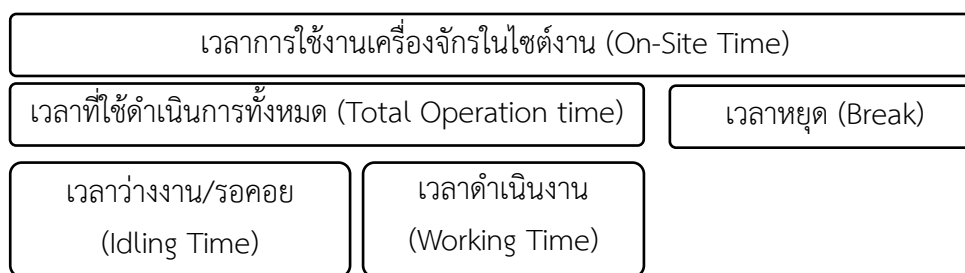 เวลาการใช้งานเครื่องจักรในไซต์งาน (On-Site Time)
เวลาที่ใช้ดำเนินการทั้งหมด (Total Operation time)
เวลาหยุด (Break)
เวลาว่างงาน/รอคอย
(Idling Time)
เวลาดำเนินงาน
(Working Time)